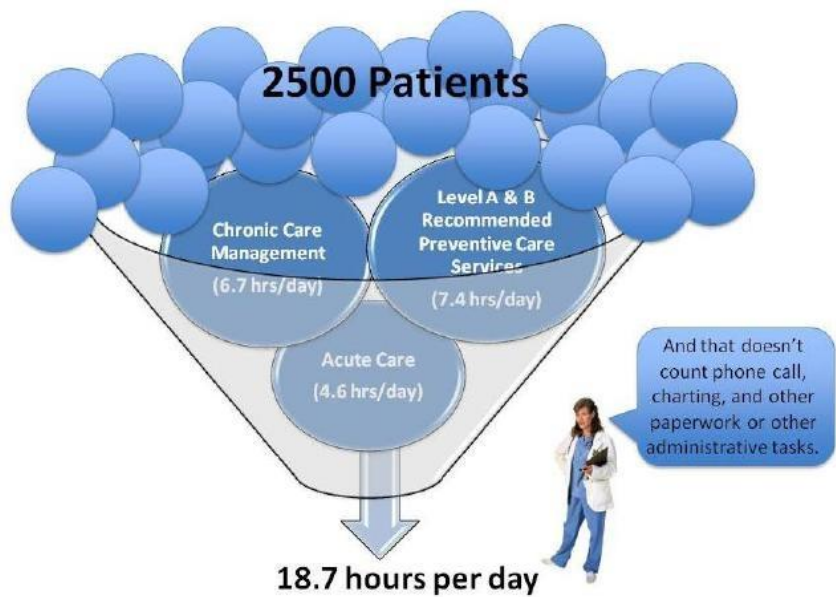 2500 Patients
Chronic Care
Management
(6.7 hrs/day)
Level A & B
Recommended
Preventive Care
Services
(7.4 hrs/day)
Acute Care
(4.6 hrs/day)
And that doesn't
count phone call,
charting, and other
paperwork or other
administrative tasks.
18.7 hours per day